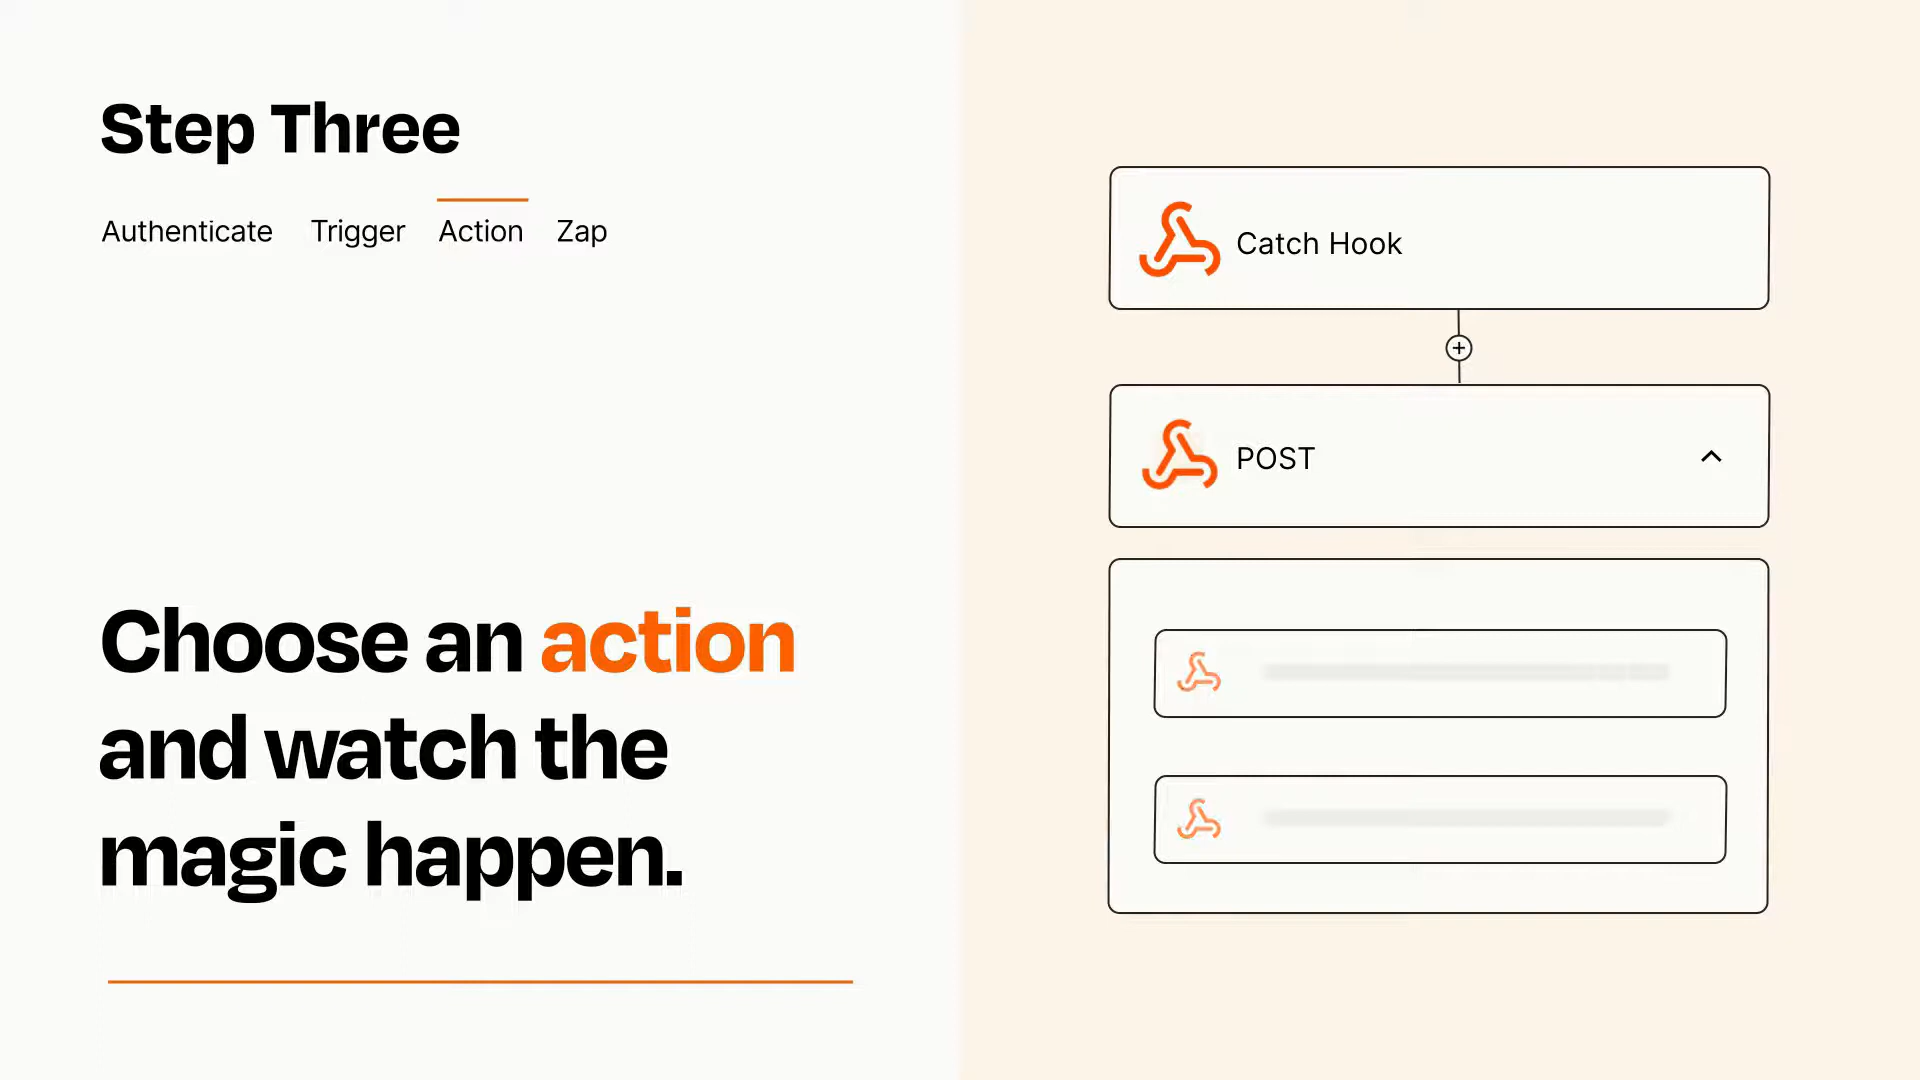 Step Three
Authenticate Trigger Action Zap
Choose an action
and watch the
magic happen.
Catch Hook
POST